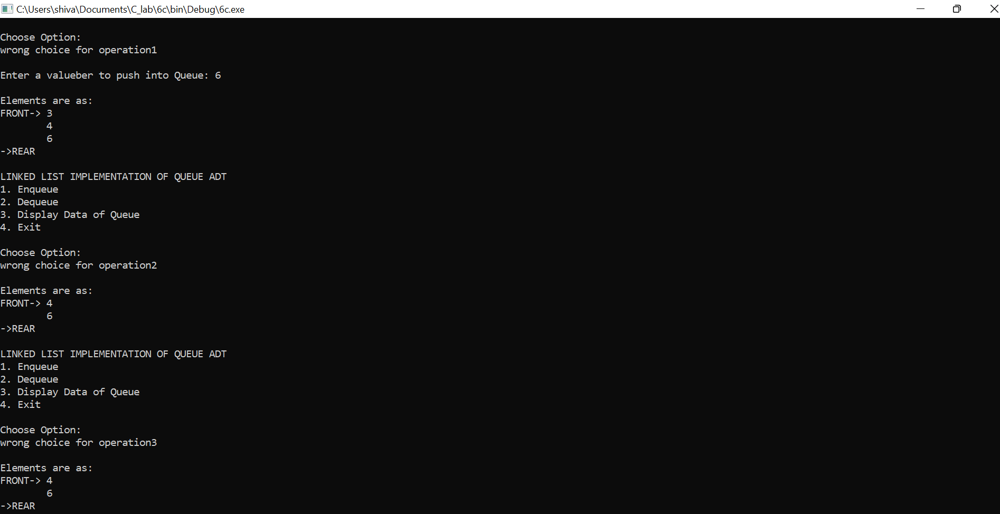 C:\Users\shiva\Documents\C_lab\6c\bin\Debug\6c.exe
Choose Option:
wrong choice for operation1
Enter a valueber to push into Queue: 6
Elements are as:
FRONT-> 3
4
6
->REAR
LINKED LIST IMPLEMENTATION OF QUEUE ADT
1. Enqueue
2. Dequeue
3. Display Data of Queue
4. Exit
Choose Option:
wrong choice for operation2
Elements are as:
FRONT-> 4
6
->REAR
LINKED LIST IMPLEMENTATION OF QUEUE ADT
1. Enqueue
2. Dequeue
3. Display Data of Queue
4. Exit
Choose Option:
wrong choice for operation3
Elements are as:
FRONT-> 4
6
->REAR